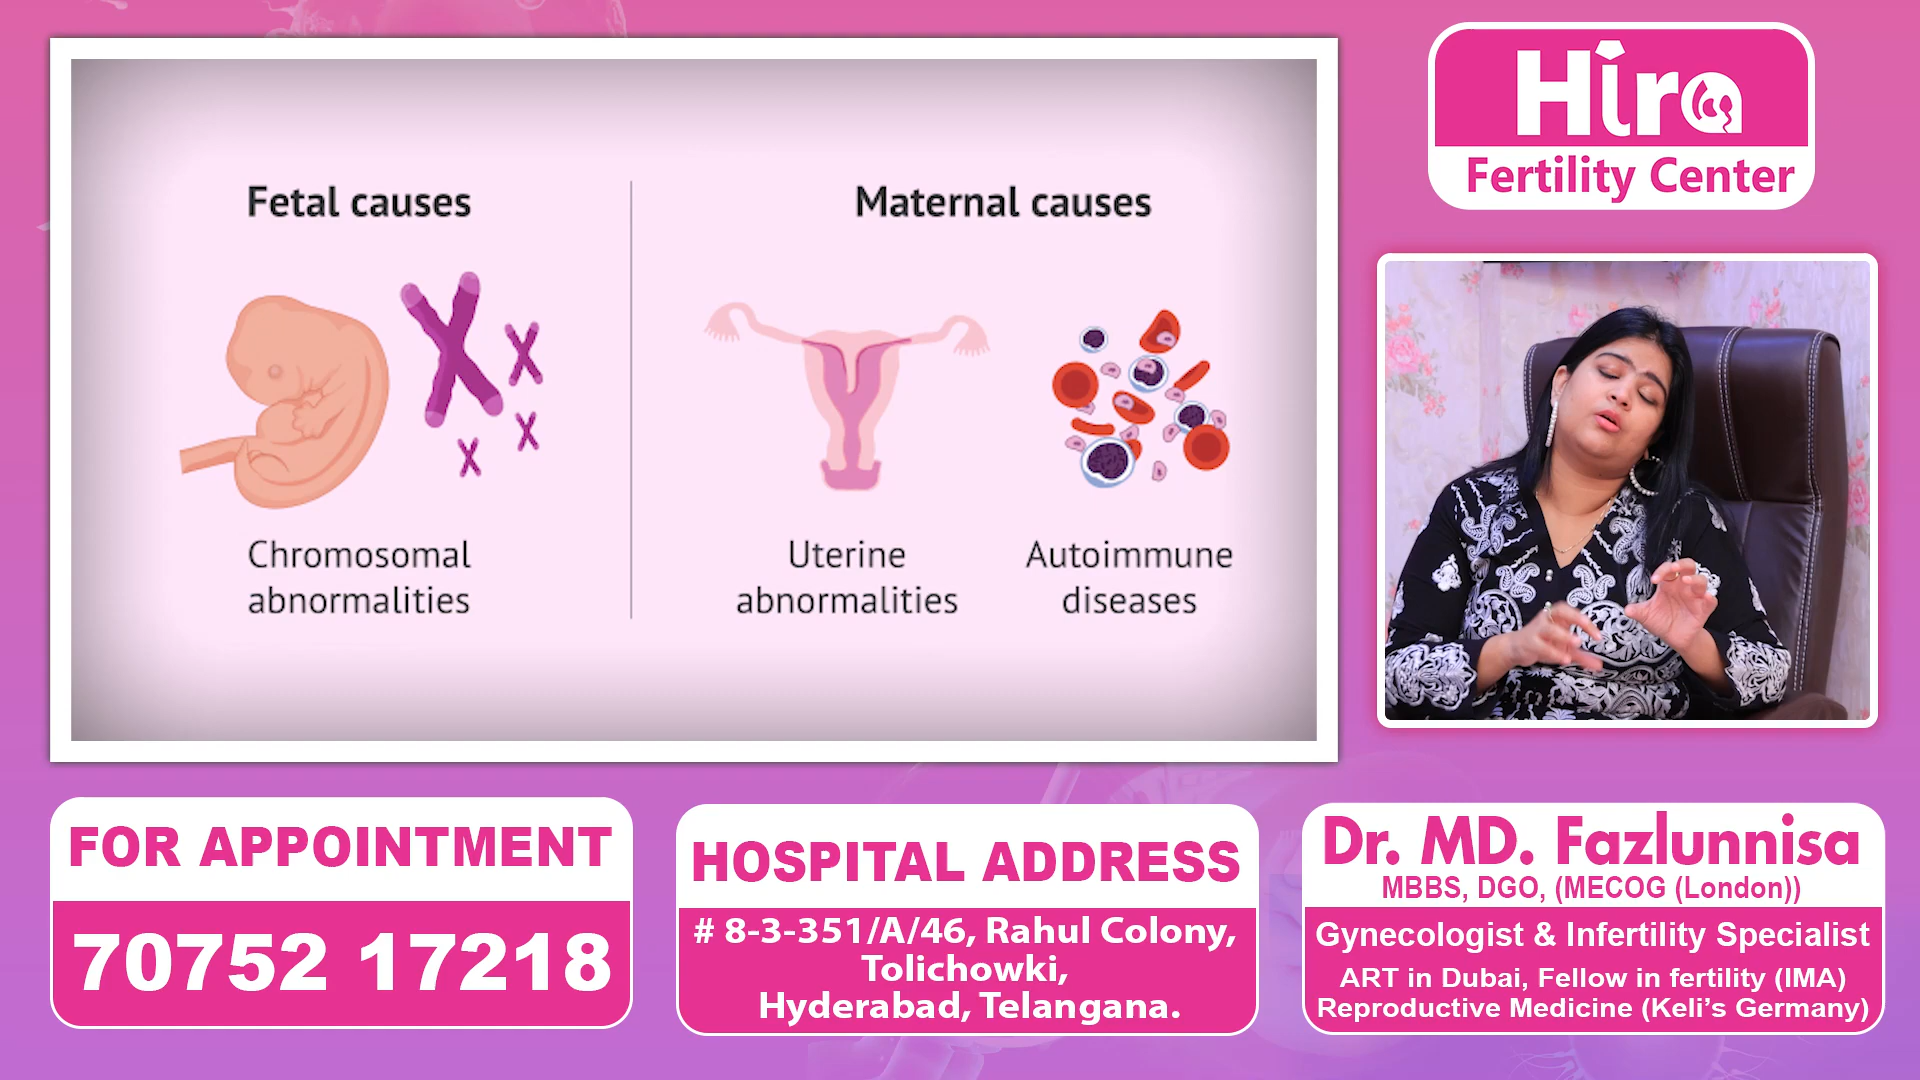 Fetal causes
Maternal causes
Chromosomal
abnormalities
Uterine
abnormalities
Autoimmune
diseases
Hira
Fertility Center
FOR APPOINTMENT
70752 17218
HOSPITAL ADDRESS
# 8-3-351/A/46, Rahul Colony,
Tolichowki,
Hyderabad, Telangana.
Dr. MD. Fazlunnisa
MBBS, DGO, (MECOG (London))
Gynecologist & Infertility Specialist
ART in Dubai, Fellow in fertility (IMA)
Reproductive Medicine (Keli's Germany)